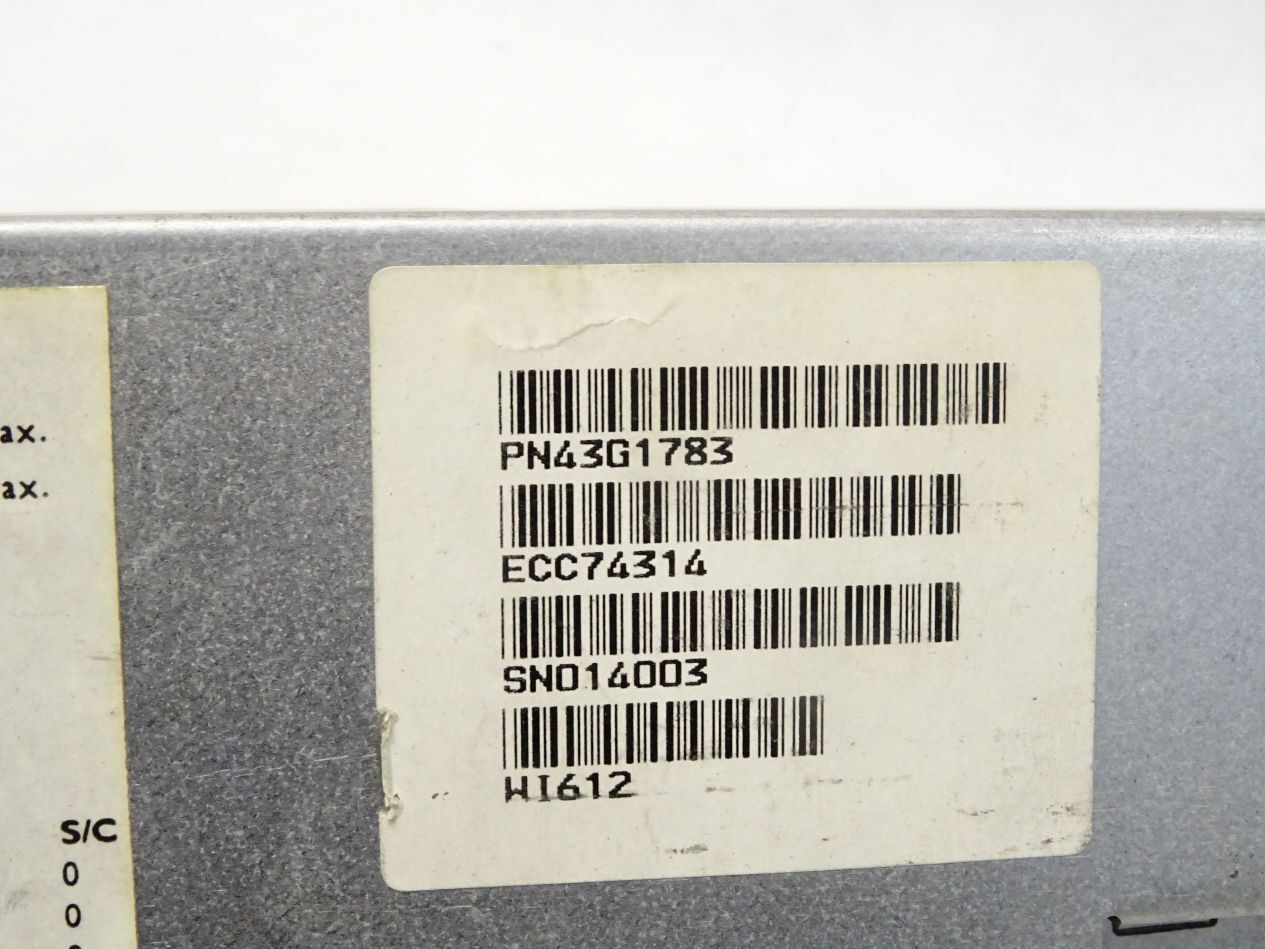 ax.
ax.
S/C
0
0
PN43G1783
ECC74314
SN014003
WI612